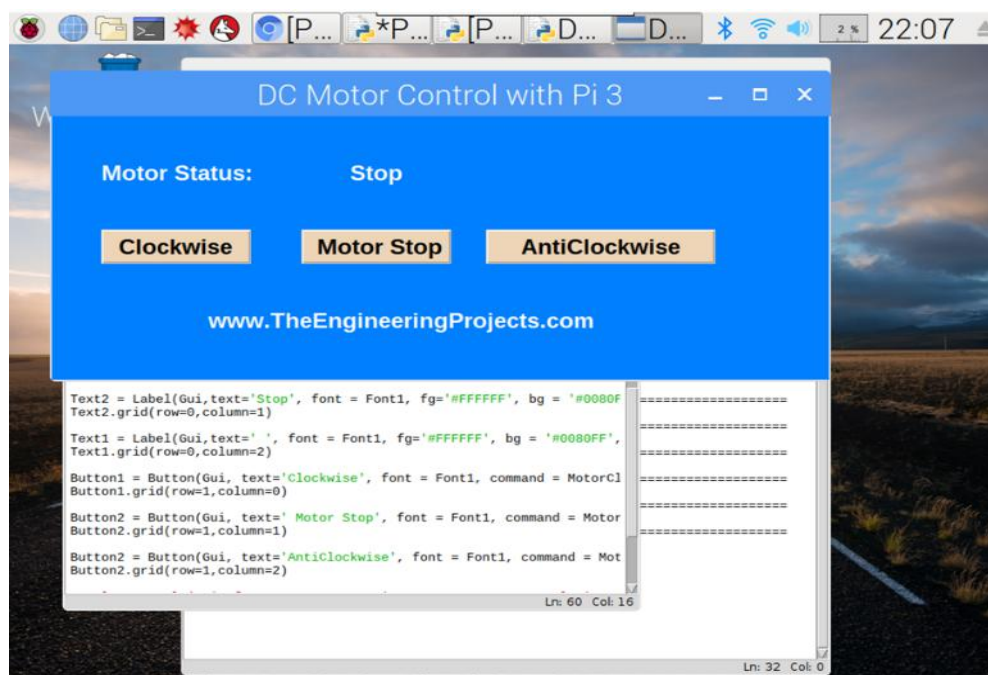 [P... *P... [P... D... D... 2 % 22:07
DC Motor Control with Pi 3
W
Motor Status: Stop
Clockwise Motor Stop AntiClockwise
www.TheEngineeringProjects.com
Text2 = Label(Gui,text='Stop', font = Font1, fg='#FFFFFF', bg = '#0080F
Text2.grid(row=0,column=1)
Text1 = Label(Gui,text=' ', font = Font1, fg='#FFFFFF', bg = '#0080FF',
Text1.grid(row=0,column=2)
Button1 = Button(Gui, text='Clockwise', font = Font1, command = MotorCl
Button1.grid(row=1,column=0)
Button2 = Button(Gui, text=' Motor Stop', font = Font1, command = Motor
Button2.grid(row=1,column=1)
Button2 = Button(Gui, text='AntiClockwise', font = Font1, command = Mot
Button2.grid(row=1,column=2)
Ln: 60 Col: 16
Ln: 32 Col: 0